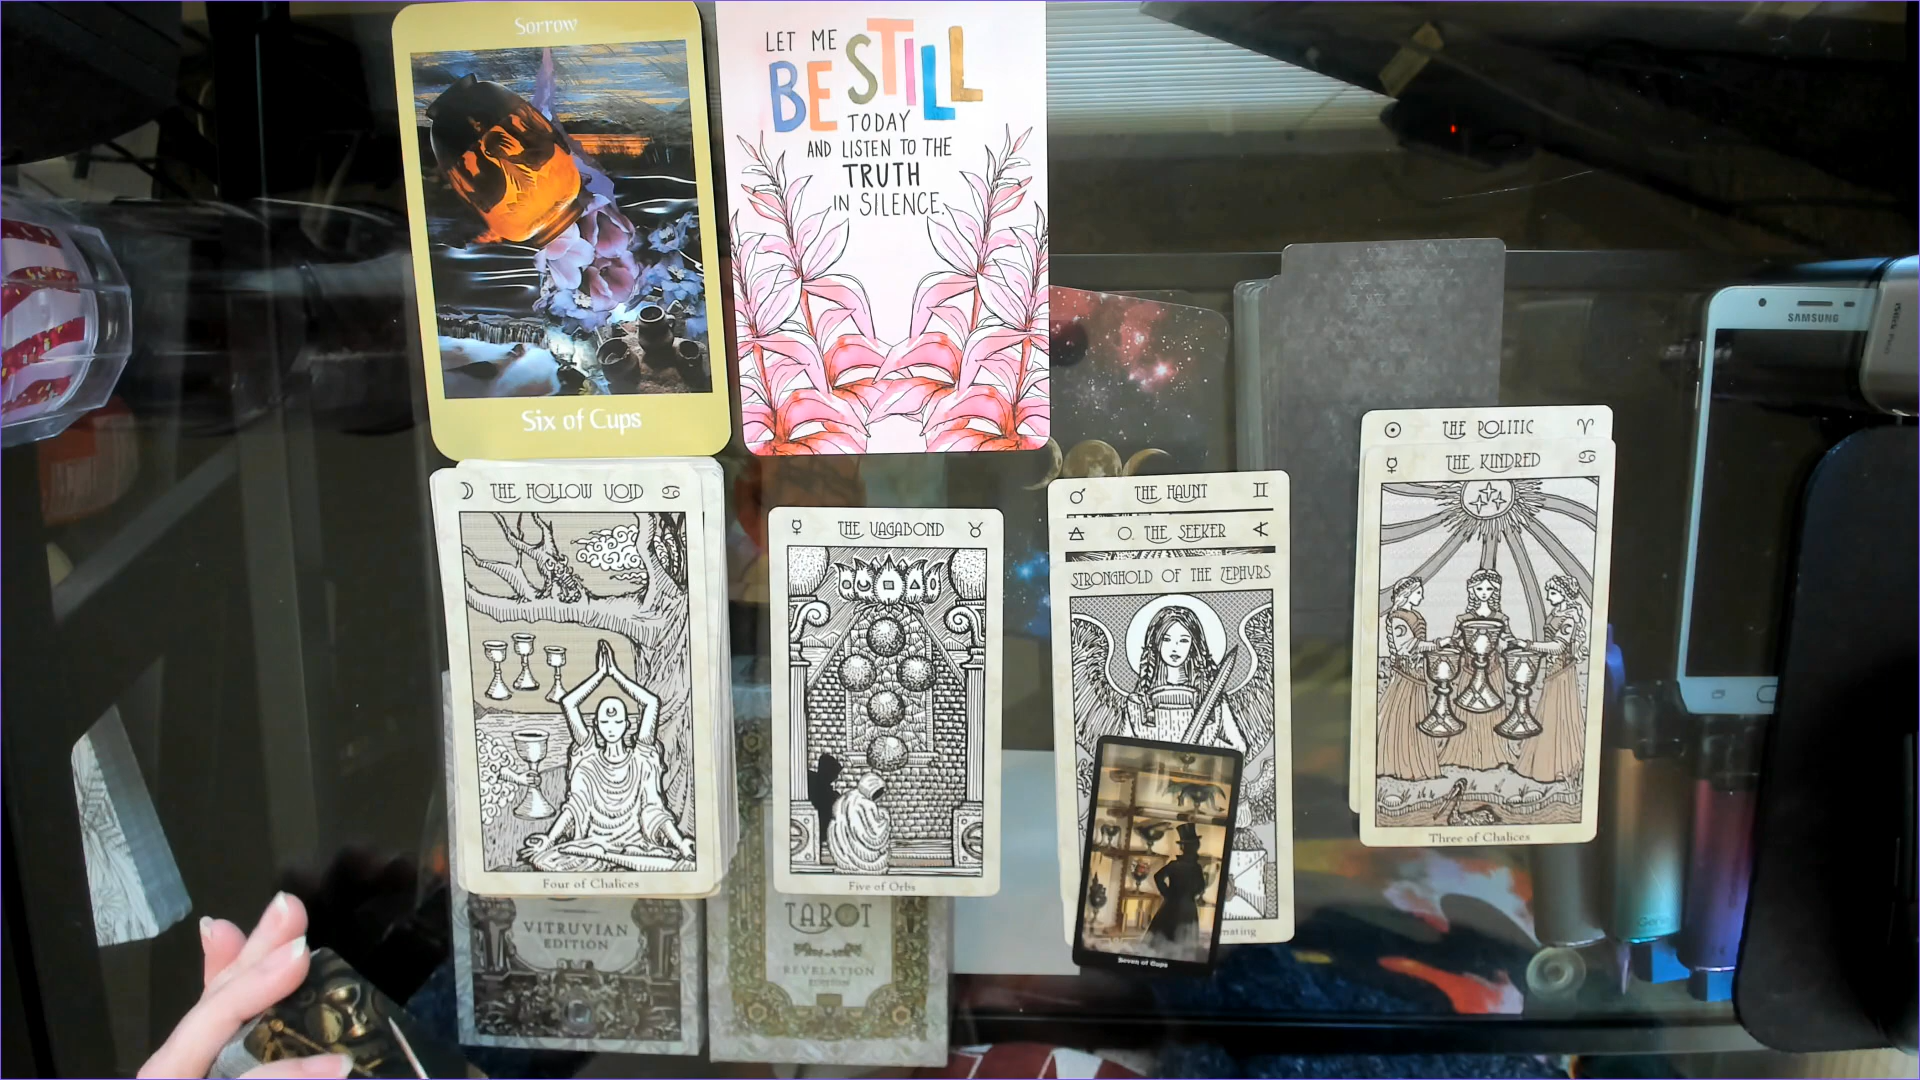 Sorrow
Six of Cups
LET ME
BE STILL
TODAY
AND LISTEN TO THE
TRUTH
IN SILENCE.
SAMSUNG
THE HOLLOW VOID
Four of Chalices
THE VAGABOND
Five of Orbs
THE HAUNT
0. THE SEEKER
STRONGHOLD OF THE ZEPHYRS
Seven of Cups
THE POLITIC
THE KINDRED
Three of Chalices
VITRUVIAN
EDITION
TAROT
REVELATION
EDITION